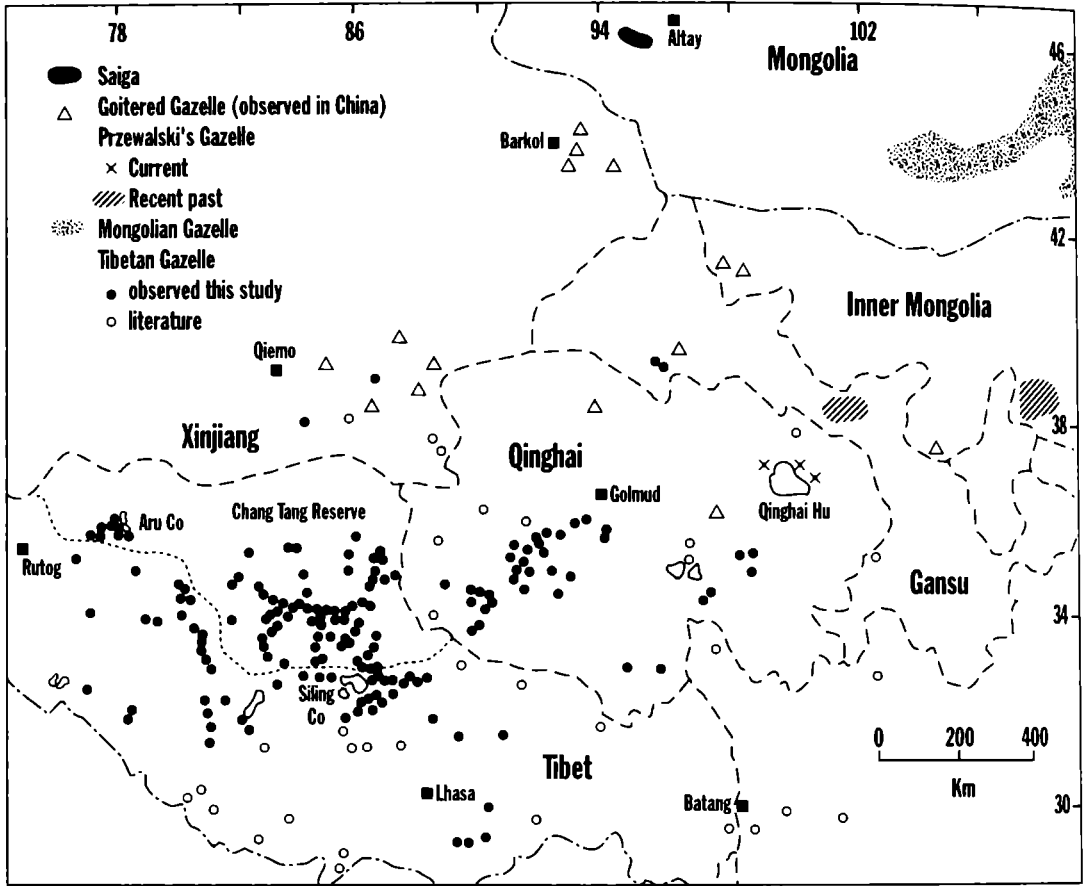 78 86 94 102
Altay
46
Mongolia
Saiga
Goitered Gazelle (observed in China)
Przewalski's Gazelle
Current
Recent past
Mongolian Gazelle
Tibetan Gazelle
observed this study
literature
Barkol
42
Inner Mongolia
Qiemo
38
Xinjiang
Qinghai
Golmud
Qinghai Hu
Aru Co
Chang Tang Reserve
Rutog
Gansu
34
Siling
Co
0 200 400
Km
Tibet
Lhasa
Batang
30